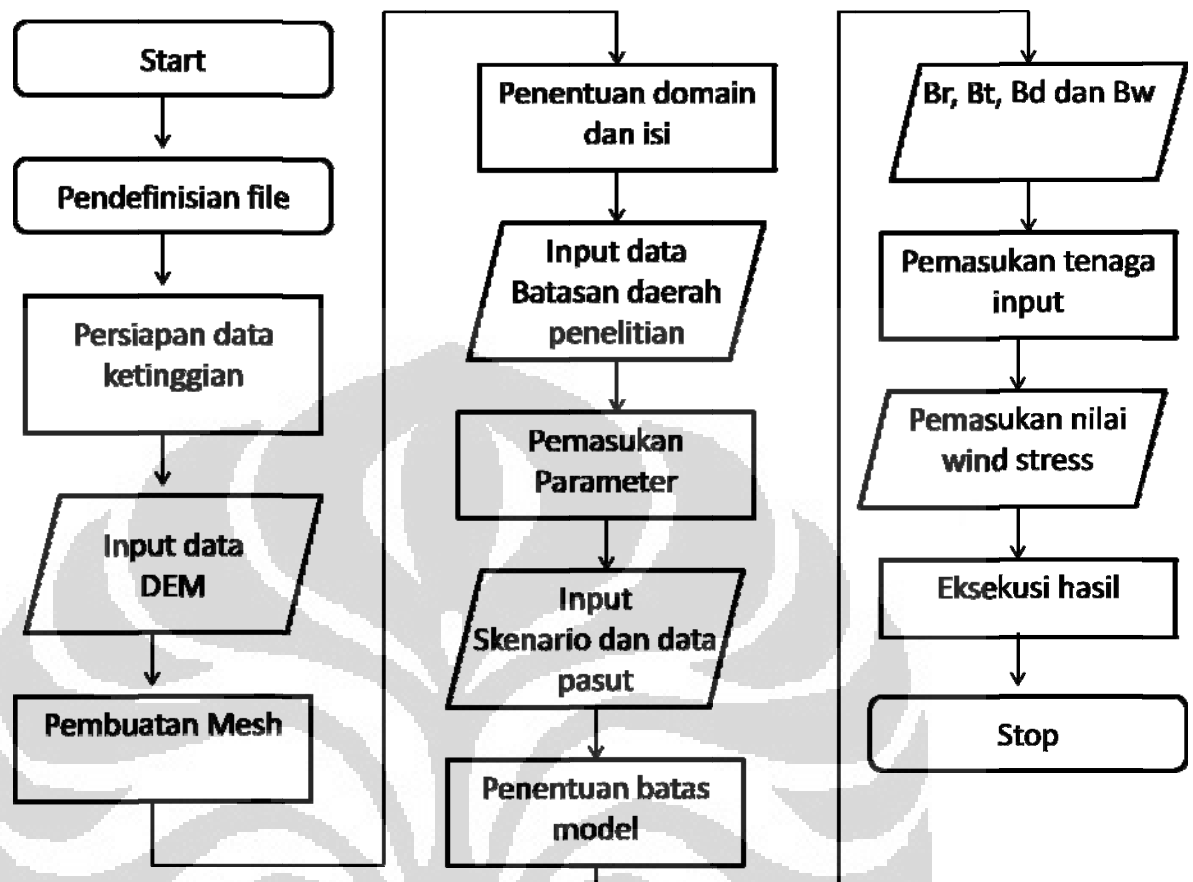 Start
Pendefinisian file
Persiapan data
ketinggian
Input data
DEM
Pembuatan Mesh
Penentuan domain
dan isi
Input data
Batasan daerah
penelitian
Pemasukan
Parameter
Input
Skenario dan data
pasut
Penentuan batas
model
Br, Bt, Bd dan Bw
Pemasukan tenaga
input
Pemasukan nilai
wind stress
Eksekusi hasil
Stop